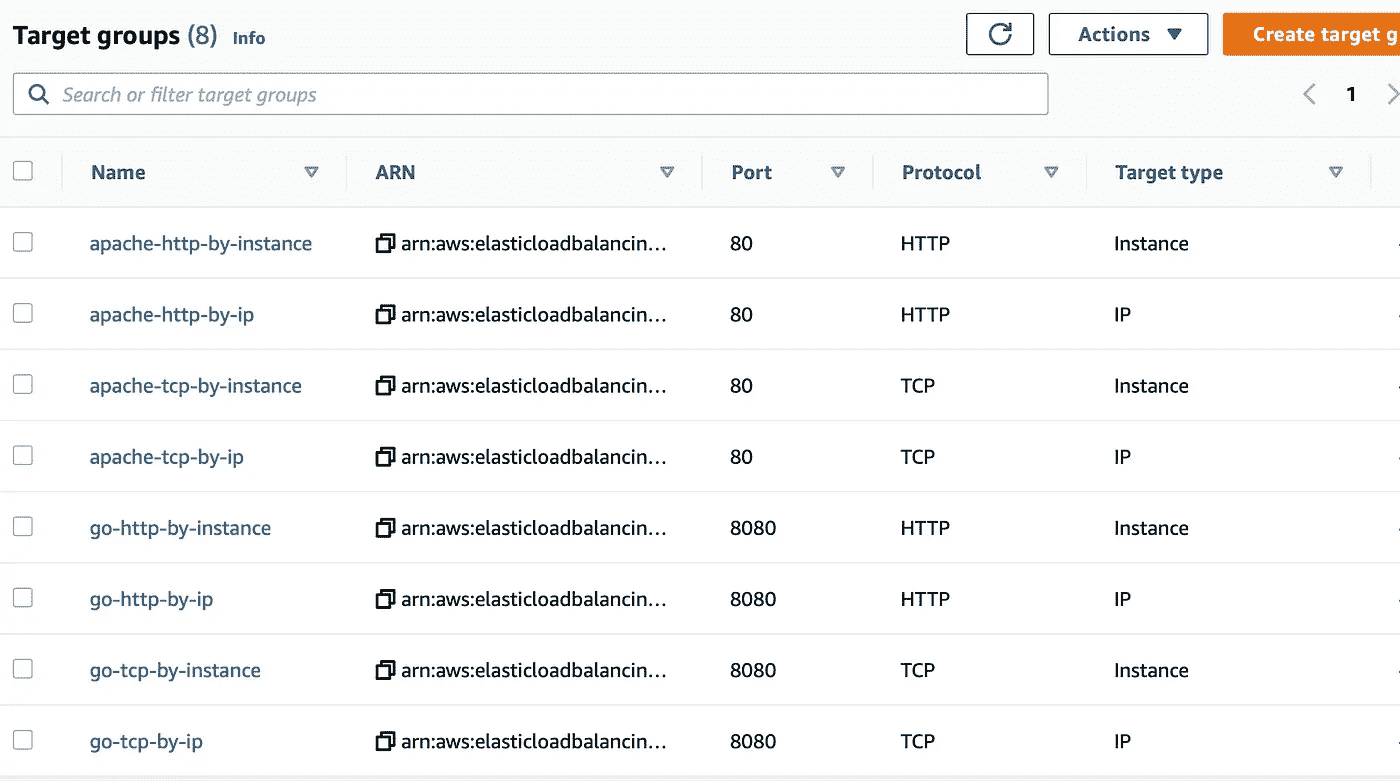 Target groups (8) Info
Actions
Create target g
Search or filter target groups
1
Name ARN Port Protocol Target type
apache-http-by-instance arn:aws:elasticloadbalancin... 80 HTTP Instance
apache-http-by-ip arn:aws:elasticloadbalancin... 80 HTTP IP
apache-tcp-by-instance arn:aws:elasticloadbalancin... 80 TCP Instance
apache-tcp-by-ip arn:aws:elasticloadbalancin... 80 TCP IP
go-http-by-instance arn:aws:elasticloadbalancin... 8080 HTTP Instance
go-http-by-ip arn:aws:elasticloadbalancin... 8080 HTTP IP
go-tcp-by-instance arn:aws:elasticloadbalancin... 8080 TCP Instance
go-tcp-by-ip arn:aws:elasticloadbalancin... 8080 TCP IP